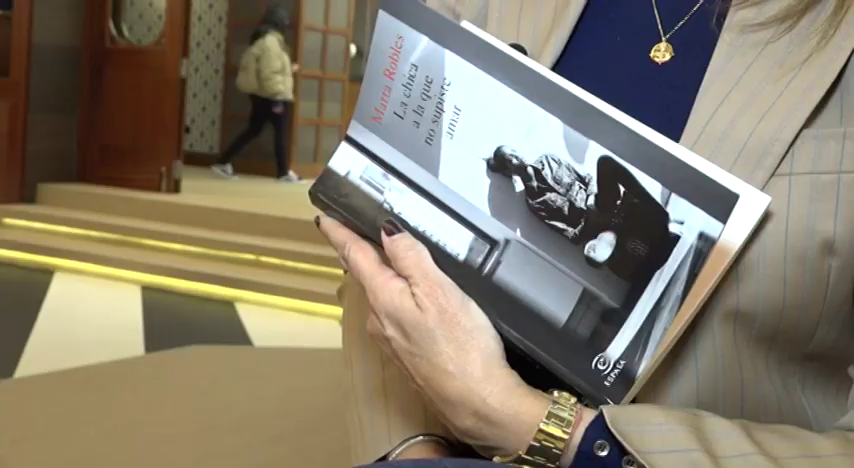 Marta Robles
La chica
a la que
no supiste
amar
e
ESPASA